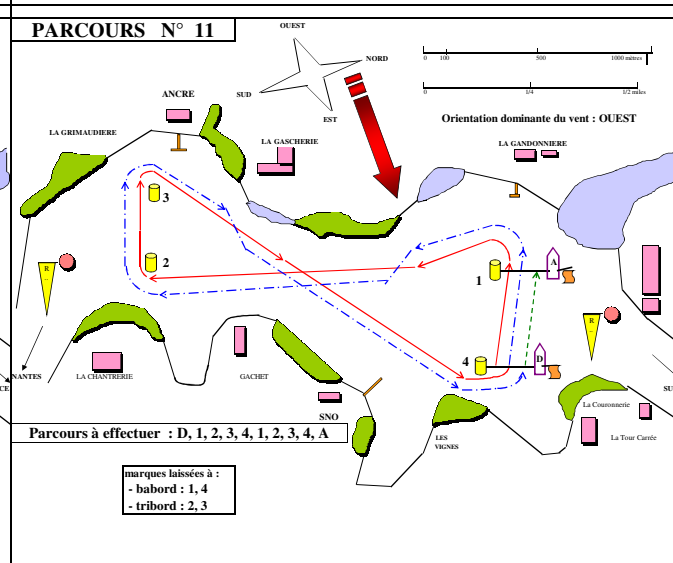 PARCOURS N° 11
OUEST
NORD
SUD
EST
0 100 500 1000 mètres
0 1/4 1/2 miles
Orientation dominante du vent : OUEST
ANCRE
LA GRIMAUDIERE
LA GASCHERIE
LA GANDONNIERE
3
2
1
A
R
R
4
D
NANTES
CE
LA CHANTRERIE
GACHET
SNO
SU
La Couronnerie
La Tour Carrée
LES
VIGNES
Parcours à effectuer : D, 1, 2, 3, 4, 1, 2, 3, 4, A
marques laissées à :
- babord : 1, 4
- tribord : 2, 3